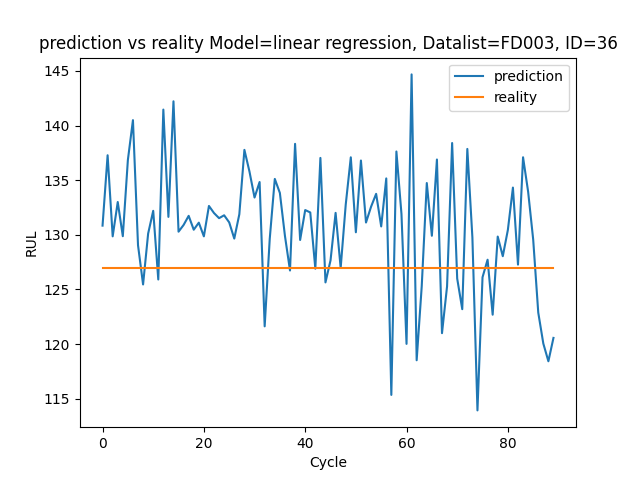 prediction vs reality Model=linear regression, Datalist=FD003, ID=36
prediction
reality
145
140
135
130
125
120
115
RUL
0 20 40 60 80
Cycle